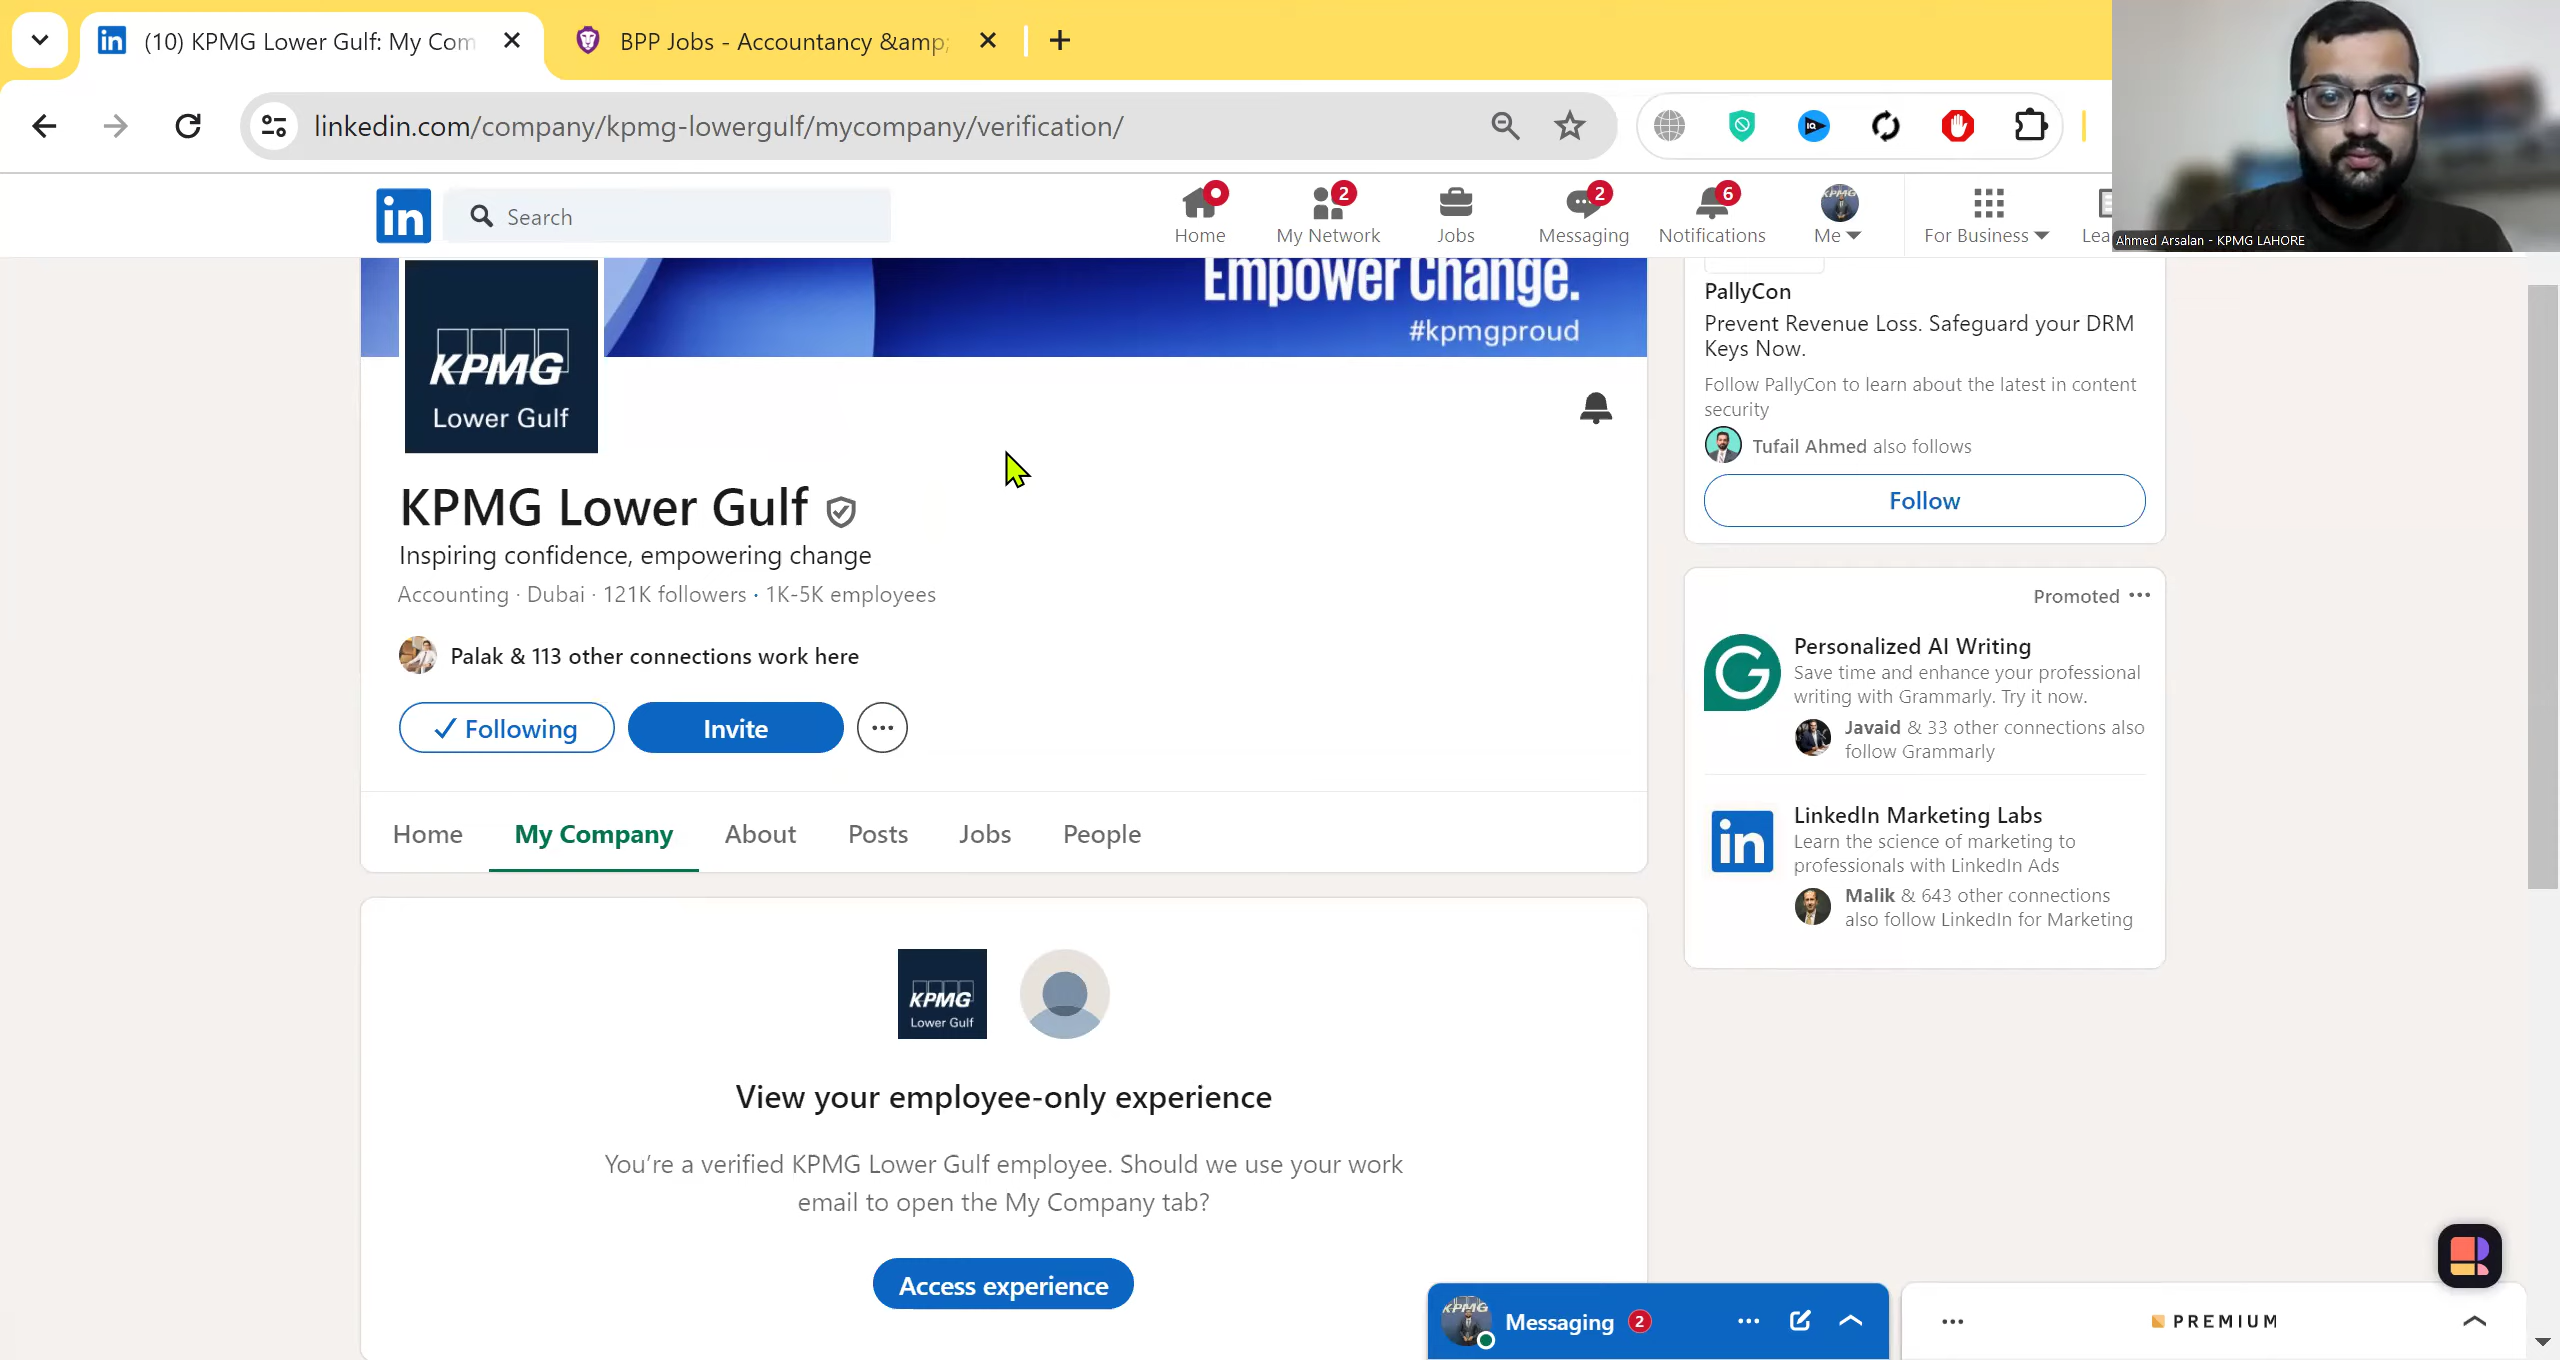 (10) KPMG Lower Gulf: My Com
BPP Jobs - Accountancy &amp;
linkedin.com/company/kpmg-lowergulf/mycompany/verification/
Search
Home
2
My Network
Jobs
2
Messaging
6
Notifications
Me
For Business
Lea
Ahmed Arsalan - KPMG LAHORE
Empower Change.
#kpmgproud
KPMG
Lower Gulf
KPMG Lower Gulf
Inspiring confidence, empowering change
Accounting · Dubai · 121K followers · 1K-5K employees
Palak & 113 other connections work here
Following
Invite
Home
My Company
About
Posts
Jobs
People
KPMG
Lower Gulf
View your employee-only experience
You’re a verified KPMG Lower Gulf employee. Should we use your work
email to open the My Company tab?
Access experience
PallyCon
Prevent Revenue Loss. Safeguard your DRM
Keys Now.
Follow PallyCon to learn about the latest in content
security
Tufail Ahmed also follows
Follow
Promoted
Personalized AI Writing
Save time and enhance your professional
writing with Grammarly. Try it now.
Javaid & 33 other connections also
follow Grammarly
LinkedIn Marketing Labs
Learn the science of marketing to
professionals with LinkedIn Ads
Malik & 643 other connections
also follow LinkedIn for Marketing
Messaging 2
PREMIUM